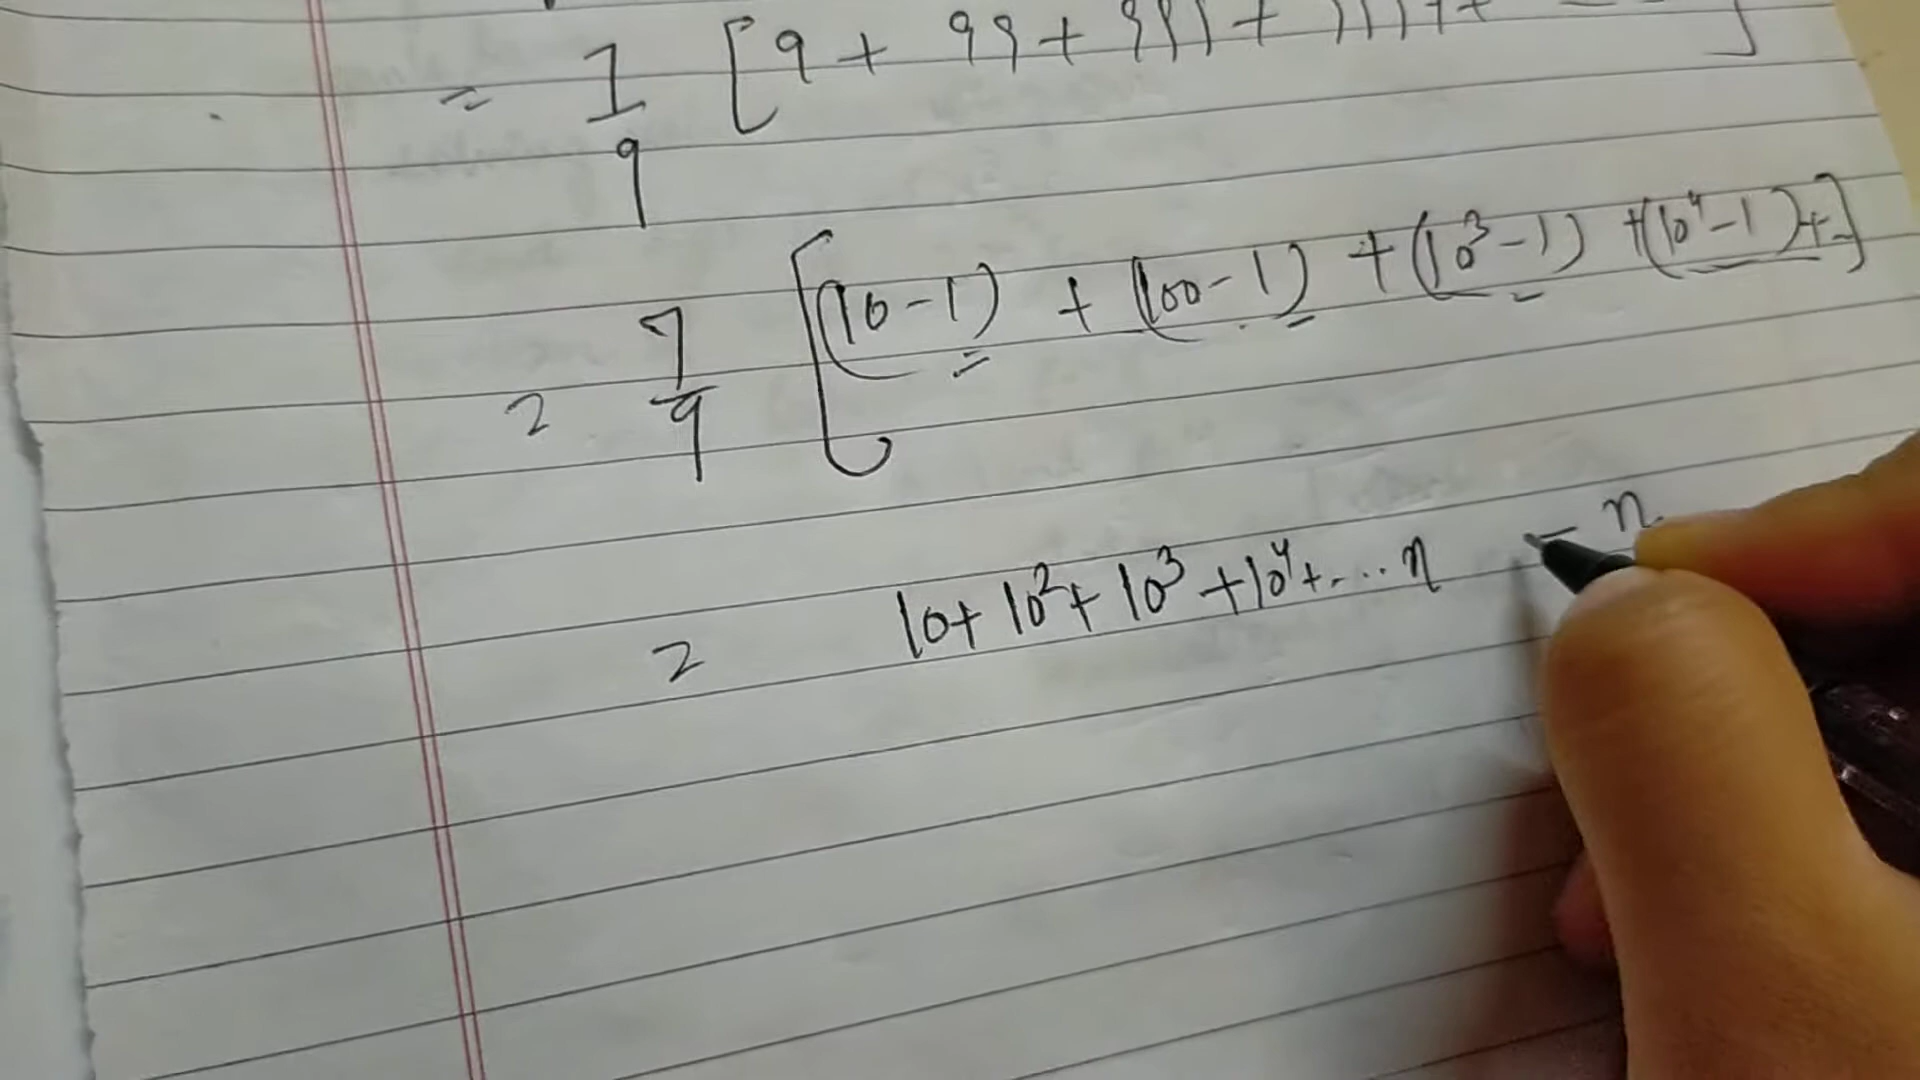 = 7/9 [9 + 99 + 999 + 9999 + - - - ]
= 7/9 [(10-1) + (100-1) + (10³-1) + (10⁴-1)+-]
= 10+ 10²+ 10³ +10⁴+... n - n